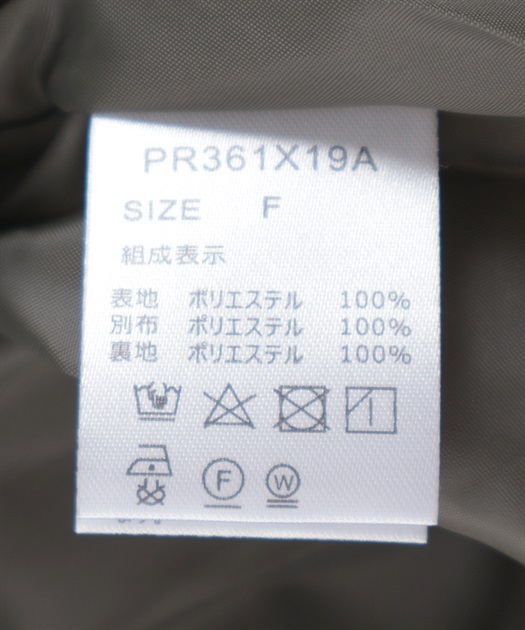 PR361X19A
SIZE F
組成表示
表地 ポリエステル 100%
別布 ポリエステル 100%
裏地 ポリエステル 100%
F W